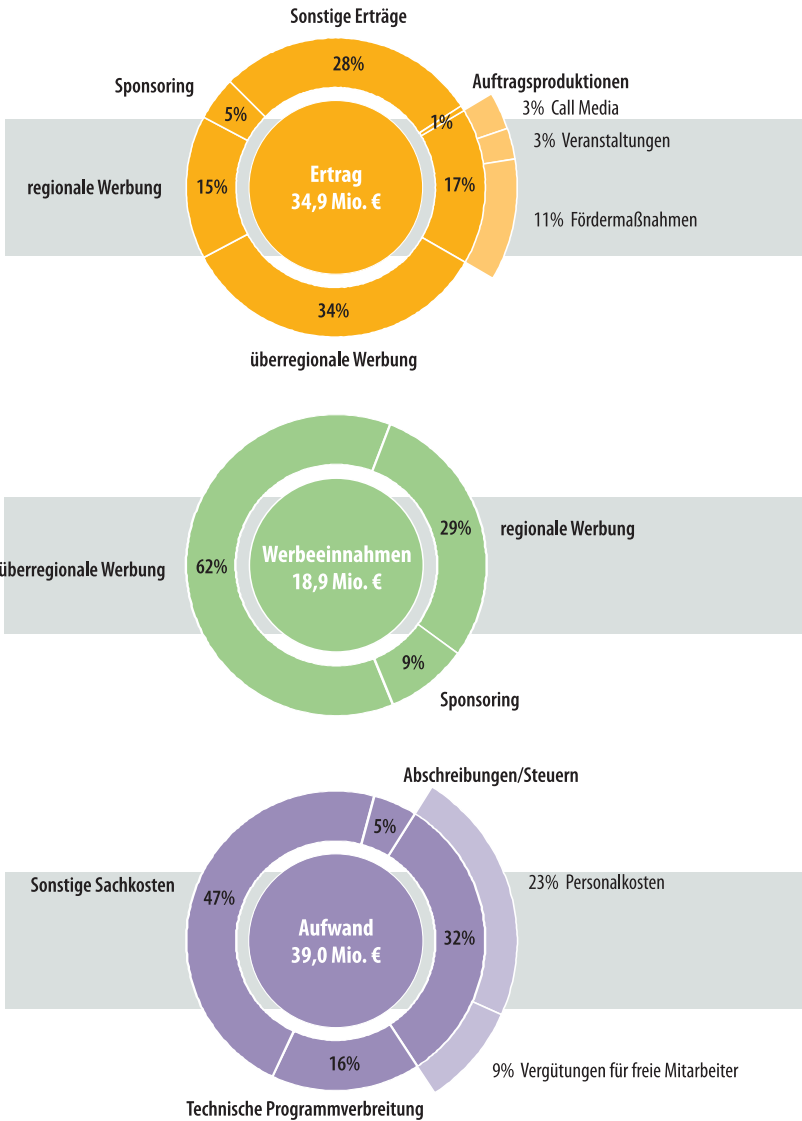 Sonstige Erträge
28%
Sponsoring
5%
Auftragsproduktionen
1%
3% Call Media
3% Veranstaltungen
regionale Werbung
15%
Ertrag
34,9 Mio. €
17%
11% Fördermaßnahmen
34%
überregionale Werbung
29%
regionale Werbung
Werbeeinnahmen
18,9 Mio. €
überregionale Werbung
62%
9%
Sponsoring
Abschreibungen/Steuern
5%
Sonstige Sachkosten
47%
23% Personalkosten
Aufwand
39,0 Mio. €
32%
16%
9% Vergütungen für freie Mitarbeiter
Technische Programmverbreitung